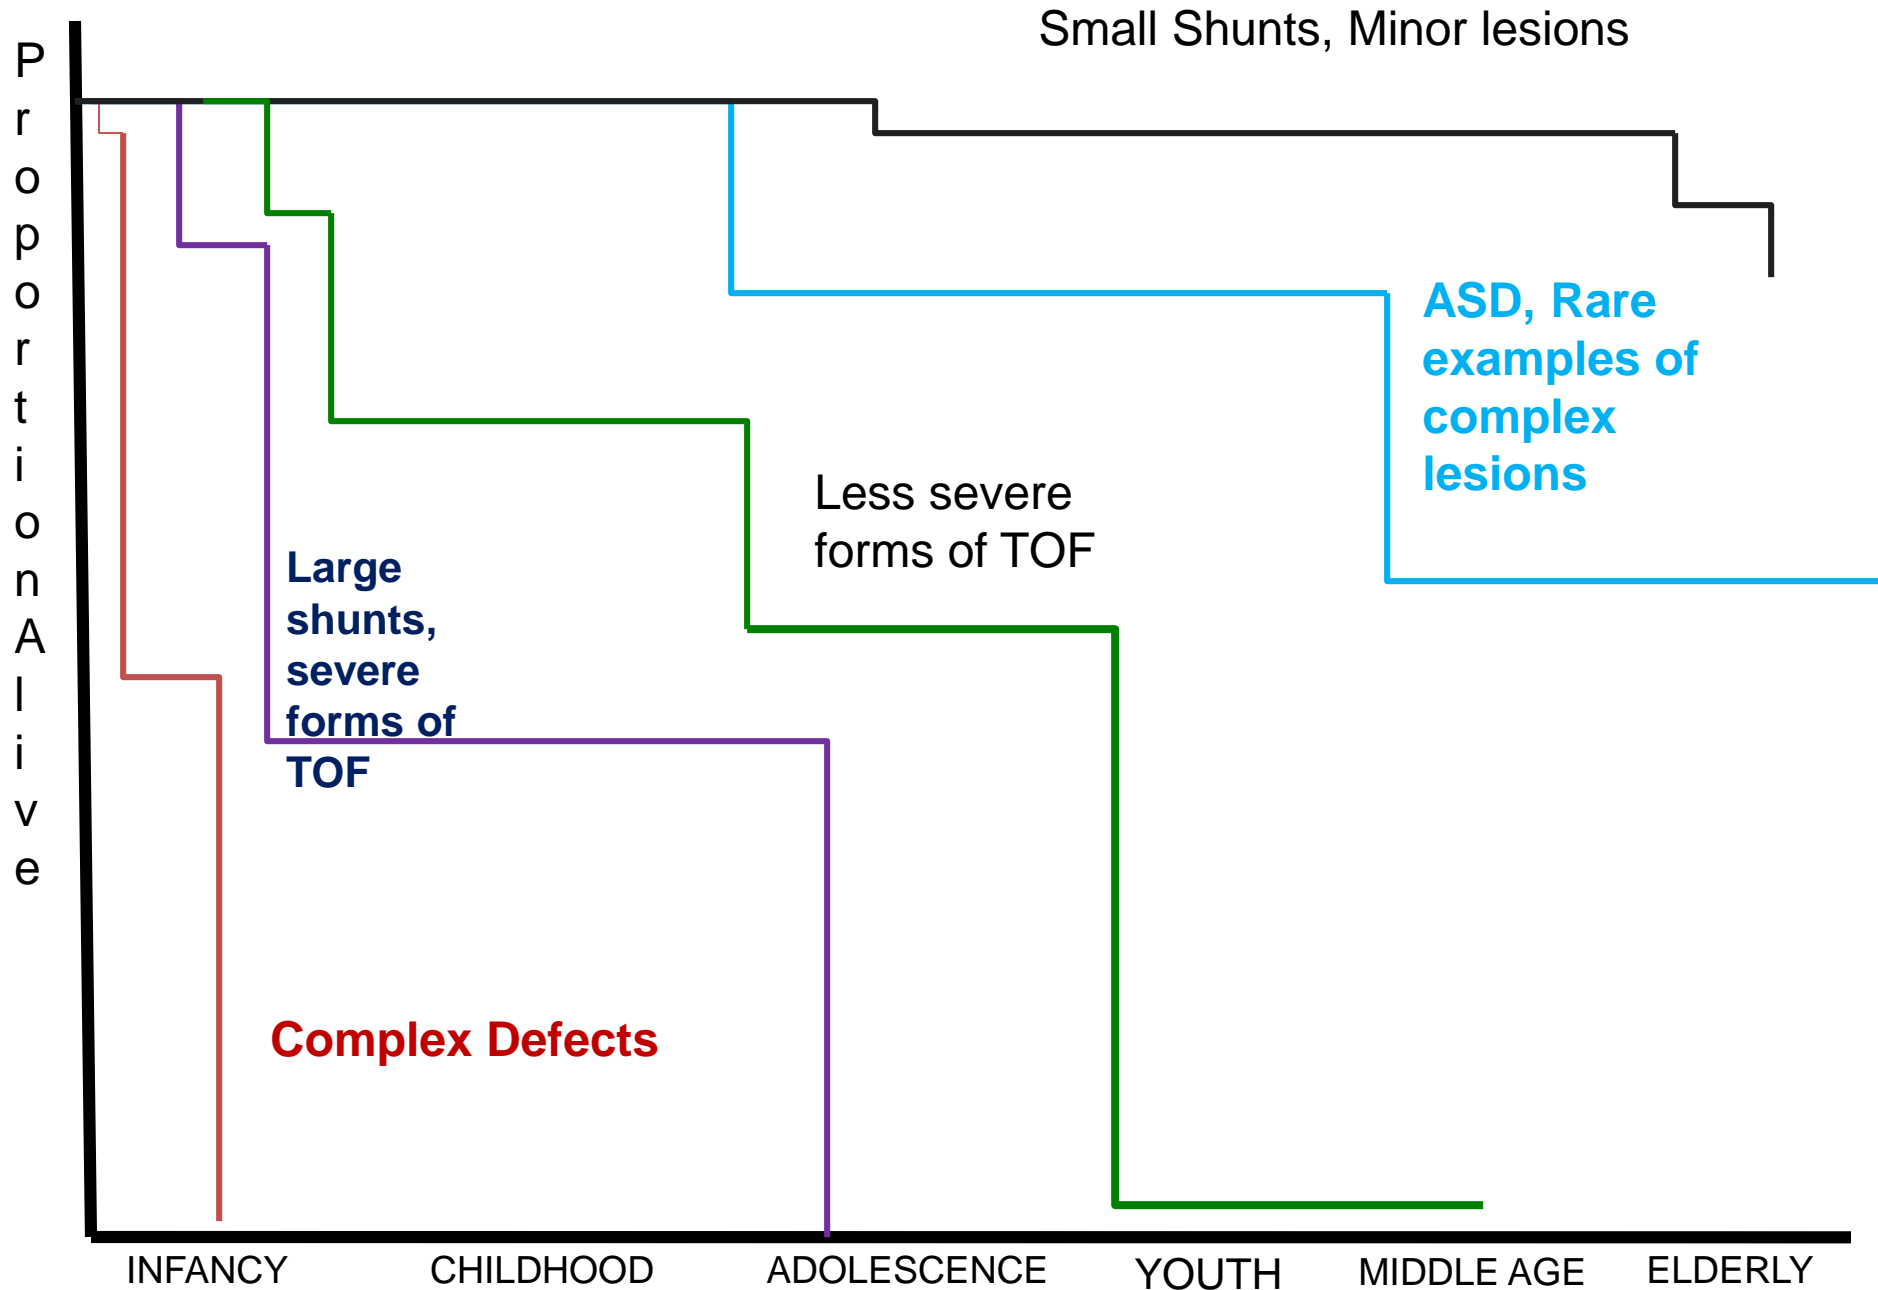 Small Shunts, Minor lesions
P
r
o
p
o
r
t
i
o
n
A
l
i
v
e
ASD, Rare
examples of
complex
lesions
Less severe
forms of TOF
Large
shunts,
severe
forms of
TOF
Complex Defects
INFANCY CHILDHOOD ADOLESCENCE YOUTH MIDDLE AGE ELDERLY